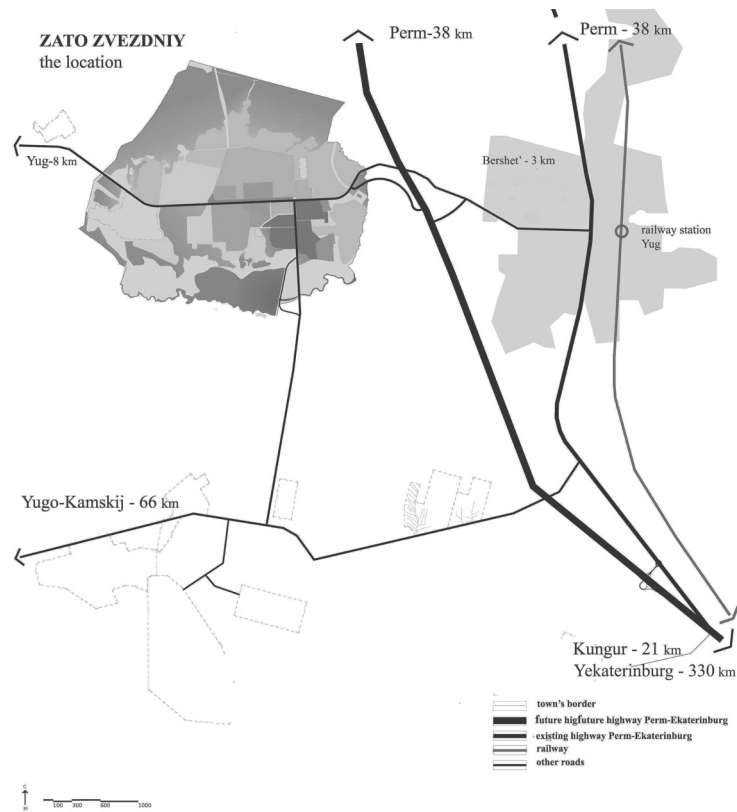 ZATO ZVEZDNIY
the location
Perm-38 km
Perm - 38 km
Yug-8 km
Bershet' - 3 km
railway station
Yug
Yugo-Kamskij - 66 km
Kungur - 21 km
Yekaterinburg - 330 km
town's border
future higfuture highway Perm-Ekaterinburg
existing highway Perm-Ekaterinburg
railway
other roads
С
100 300 600 1000